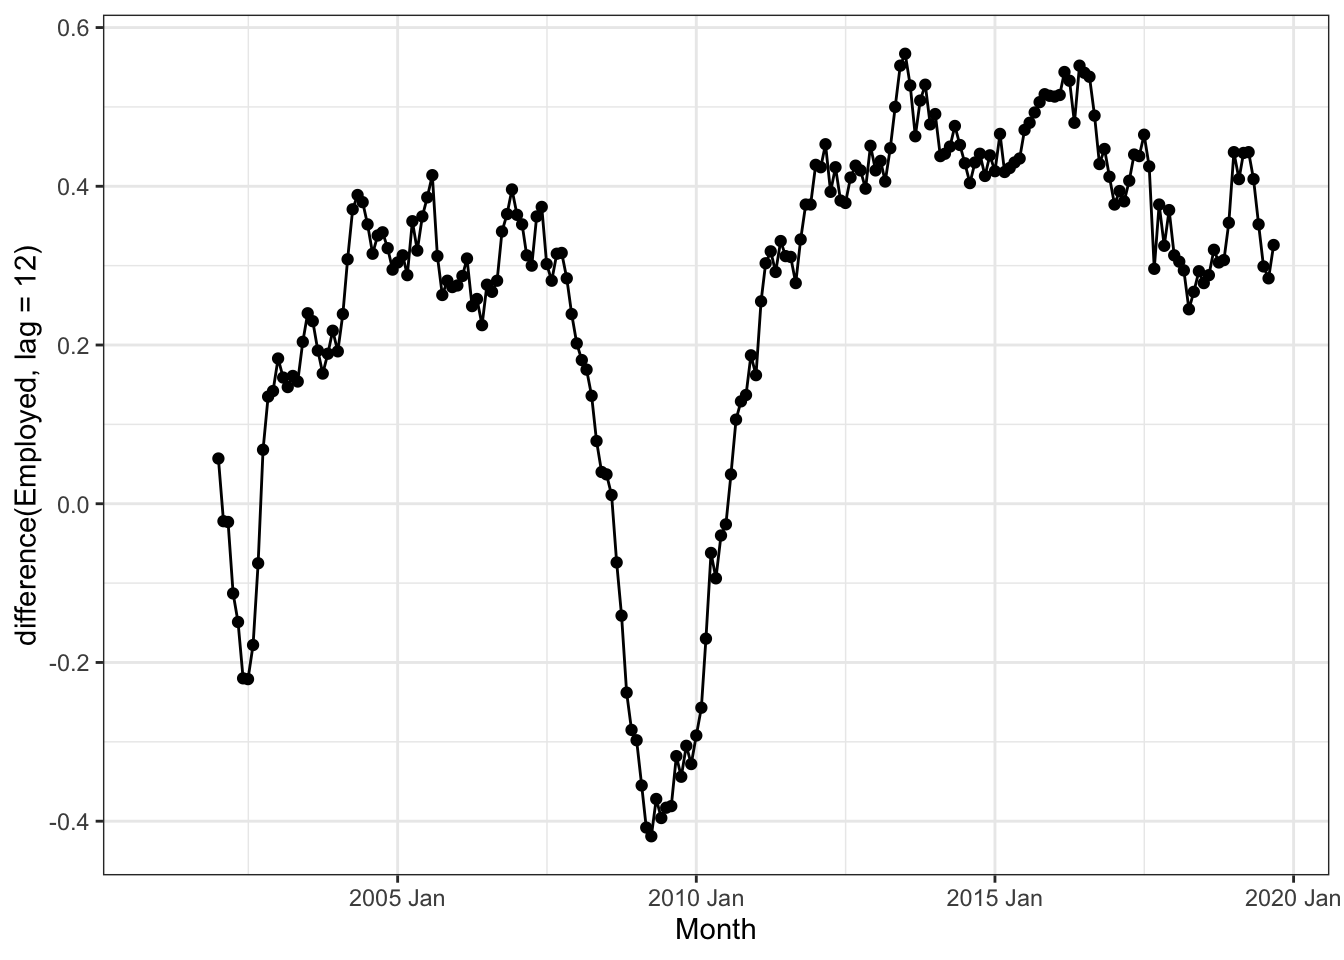 0.6
0.4
0.2
0.0
-0.2
-0.4
difference(Employed, lag = 12)
2005 Jan
2010 Jan
2015 Jan
2020 Jan
Month